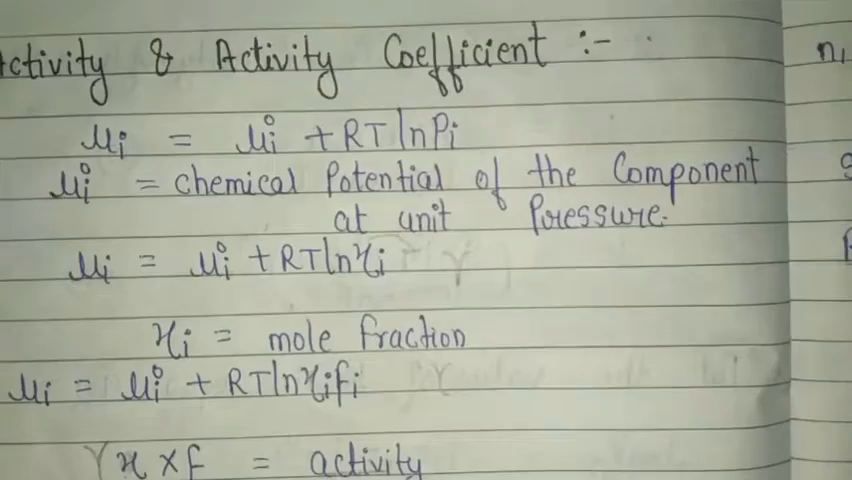 ctivity & Activity Coefficient :-
μi = μi° + RT ln Pi
μi° = chemical Potential of the Component
at unit Pressure.
μi = μi° + RT ln xi
xi = mole fraction
μi = μi° + RT ln xi fi
x × f = activity
n1